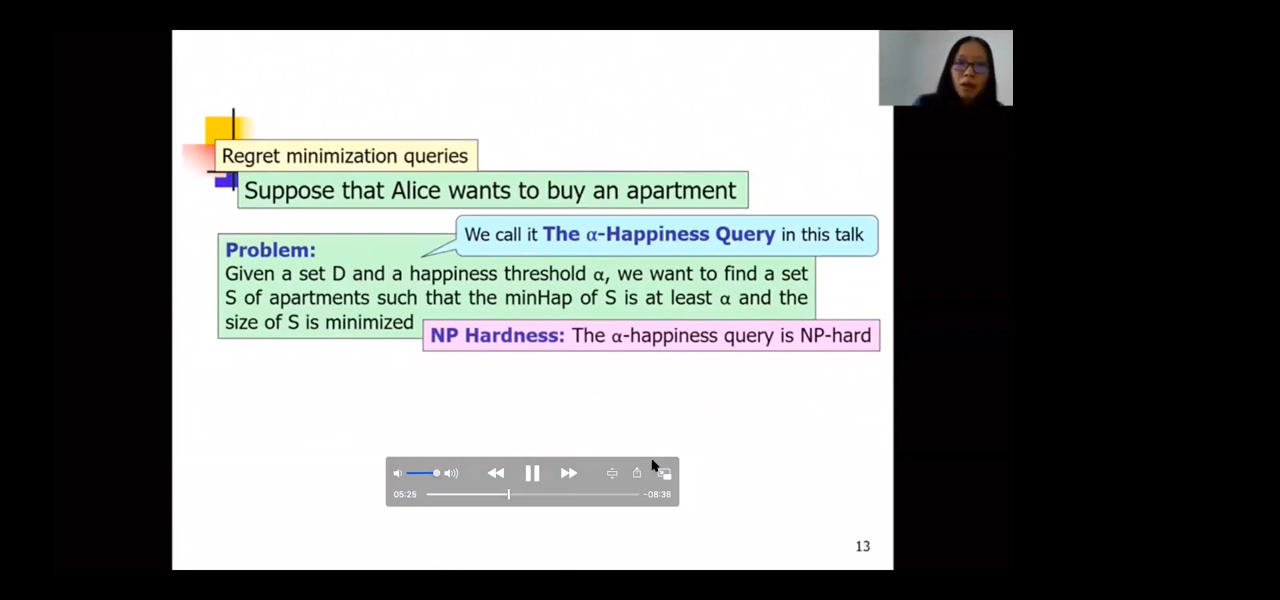 Regret minimization queries
Suppose that Alice wants to buy an apartment
We call it The α-Happiness Query in this talk
Problem:
Given a set D and a happiness threshold α, we want to find a set
S of apartments such that the minHap of S is at least α and the
size of S is minimized
NP Hardness: The α-happiness query is NP-hard
05:25
-08:38
13